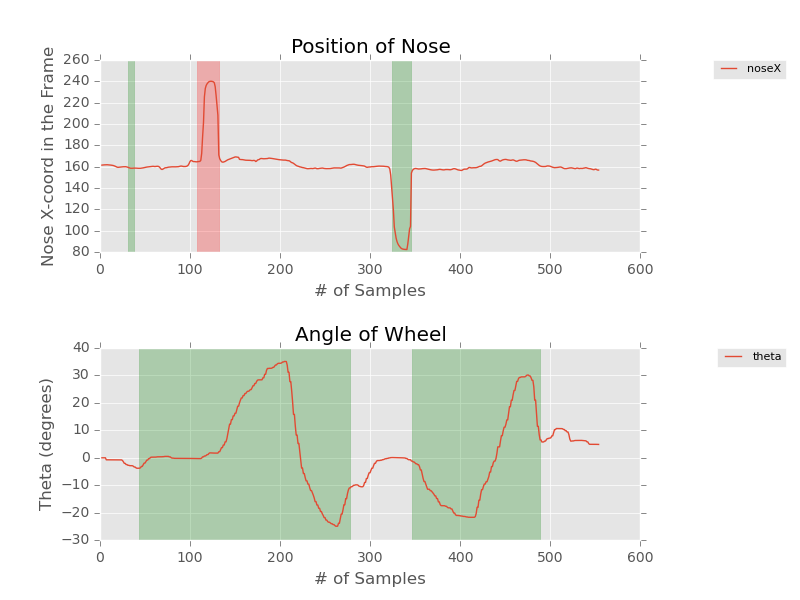 Position of Nose
260
240
220
200
180
160
140
120
100
80
Nose X-coord in the Frame
0 100 200 300 400 500 600
# of Samples
noseX
Angle of Wheel
40
30
20
10
0
−10
−20
−30
Theta (degrees)
0 100 200 300 400 500 600
# of Samples
theta